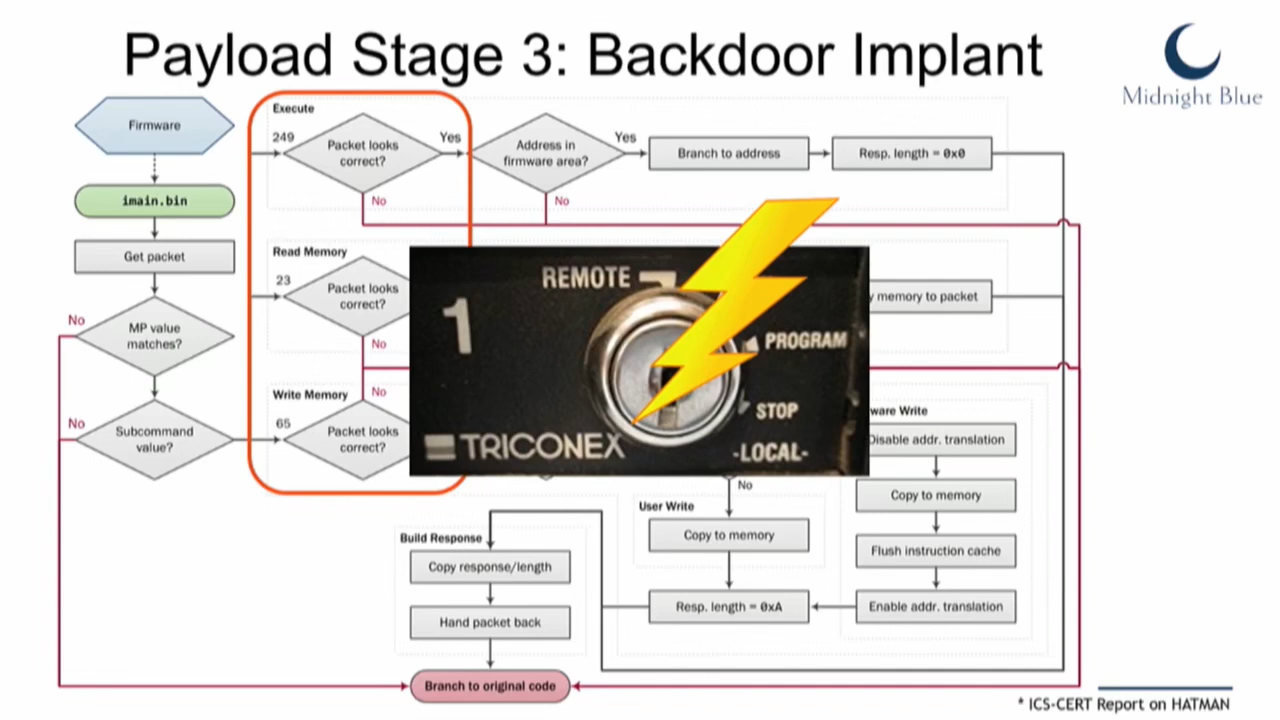 Payload Stage 3: Backdoor Implant
Midnight Blue
Firmware
imain.bin
Get packet
MP value
matches?
No
Subcommand
value?
No
Execute
249
Packet looks
correct?
Yes
No
Address in
firmware area?
Yes
No
Branch to address
Resp. length = 0x0
Read Memory
23
Packet looks
correct?
No
memory to packet
Write Memory
65
Packet looks
correct?
No
1
REMOTE
PROGRAM
STOP
-LOCAL-
TRICONEX
No
User Write
Copy to memory
Resp. length = 0xA
Write
Disable addr. translation
Copy to memory
Flush instruction cache
Enable addr. translation
Build Response
Copy response/length
Hand packet back
Branch to original code
* ICS-CERT Report on HATMAN